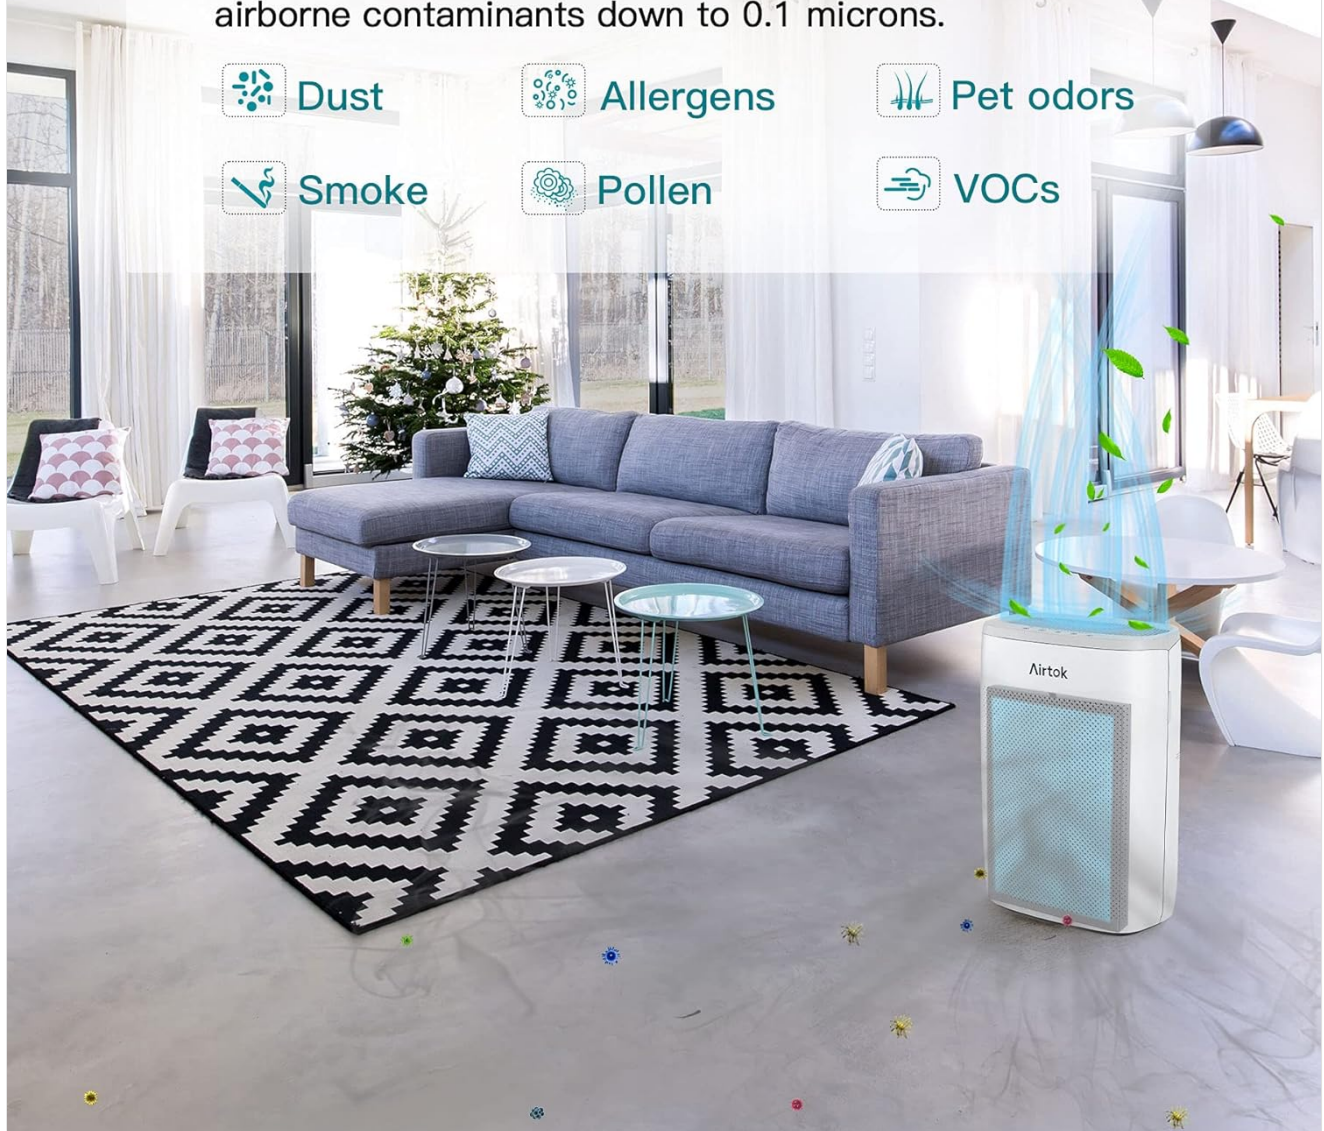 airborne contaminants down to 0.1 microns.
Dust Allergens Pet odors
Smoke Pollen VOCs
Airtok